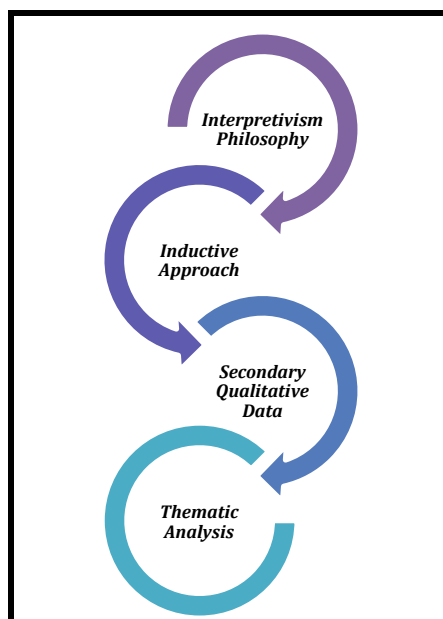 Interpretivism
Philosophy
Inductive
Approach
Secondary
Qualitative
Data
Thematic
Analysis